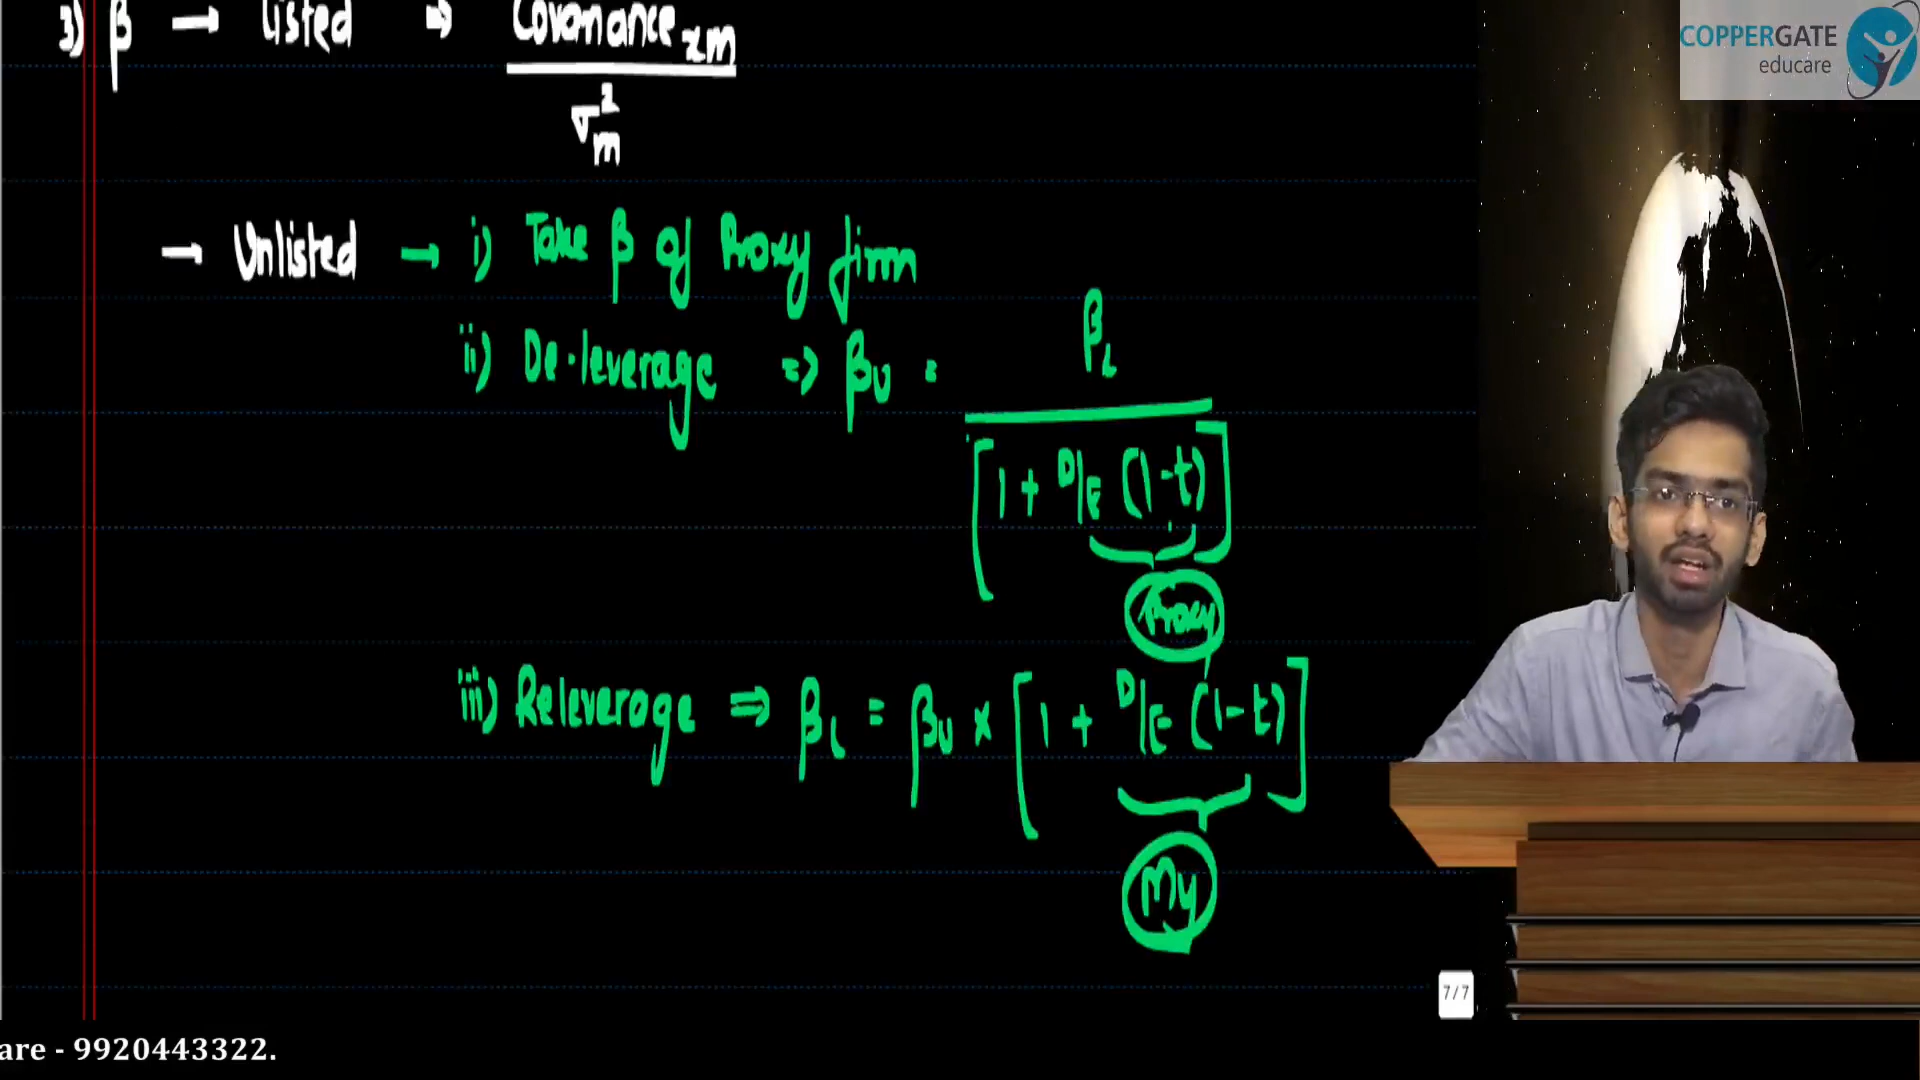 3) β → Listed ⇒ Covariance xm
σ²m
COPPERGATE
educare
→ Unlisted → i) Take β of Proxy firm
ii) De-leverage => βU = βL
[1 + D/E (1-t)]
Proxy
iii) Releverage => βL = βU x [1 + D/E (1-t)]
My
7/7
are - 9920443322.